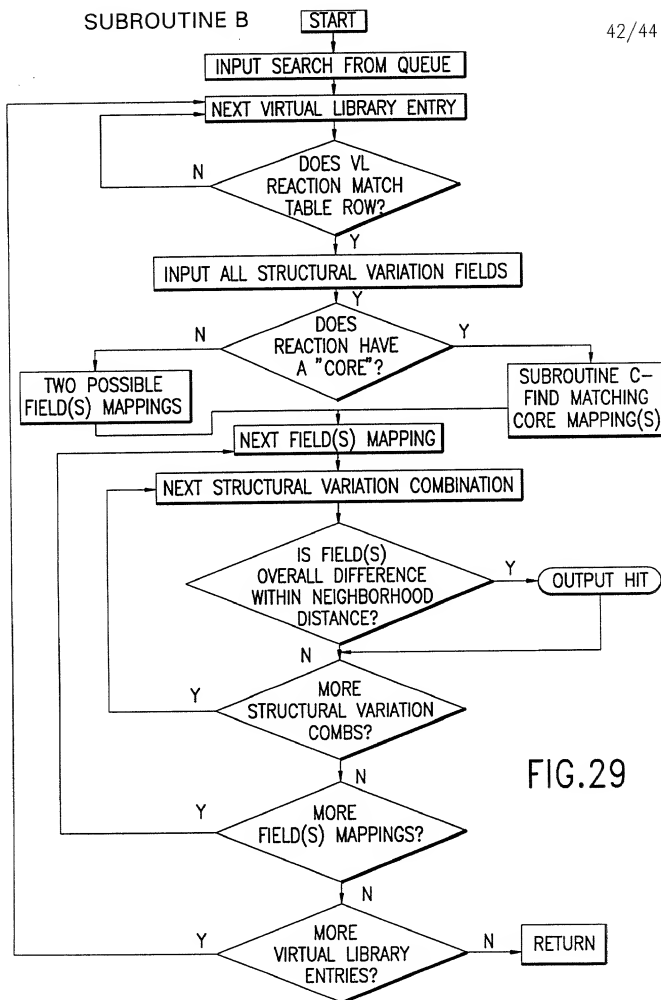 SUBROUTINE B
START
42/44
INPUT SEARCH FROM QUEUE
NEXT VIRTUAL LIBRARY ENTRY
N
DOES VL
REACTION MATCH
TABLE ROW?
Y
INPUT ALL STRUCTURAL VARIATION FIELDS
Y
N
DOES
REACTION HAVE
A "CORE"?
Y
TWO POSSIBLE
FIELD(S) MAPPINGS
SUBROUTINE C–
FIND MATCHING
CORE MAPPING(S)
NEXT FIELD(S) MAPPING
NEXT STRUCTURAL VARIATION COMBINATION
IS FIELD(S)
OVERALL DIFFERENCE
WITHIN NEIGHBORHOOD
DISTANCE?
Y
OUTPUT HIT
N
Y
MORE
STRUCTURAL VARIATION
COMBS?
N
FIG.29
Y
MORE
FIELD(S) MAPPINGS?
N
Y
MORE
VIRTUAL LIBRARY
ENTRIES?
N
RETURN